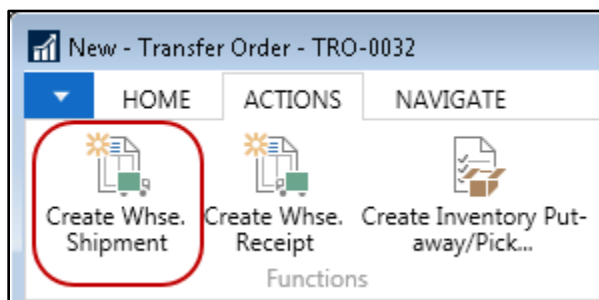 New - Transfer Order - TRO-0032
HOME ACTIONS NAVIGATE
Create Whse.
Shipment
Create Whse.
Receipt
Create Inventory Put-
away/Pick...
Functions